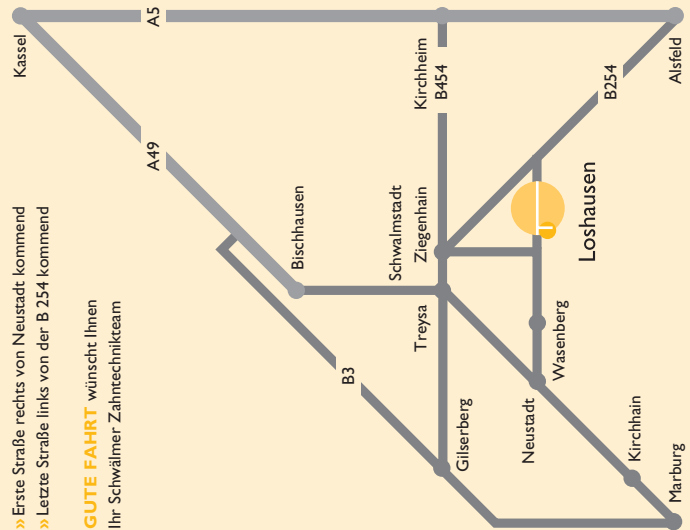 » Erste Straße rechts von Neustadt kommend
» Letzte Straße links von der B 254 kommend
GUTE FAHRT wünscht Ihnen
Ihr Schwälmer Zahntechnikteam
Kassel
A5
A49
Kirchheim
B454
B254
Alsfeld
Bischhausen
Schwalmstadt
Treysa
Ziegenhain
Loshausen
B3
Wasenberg
Gilserberg
Neustadt
Kirchhain
Marburg